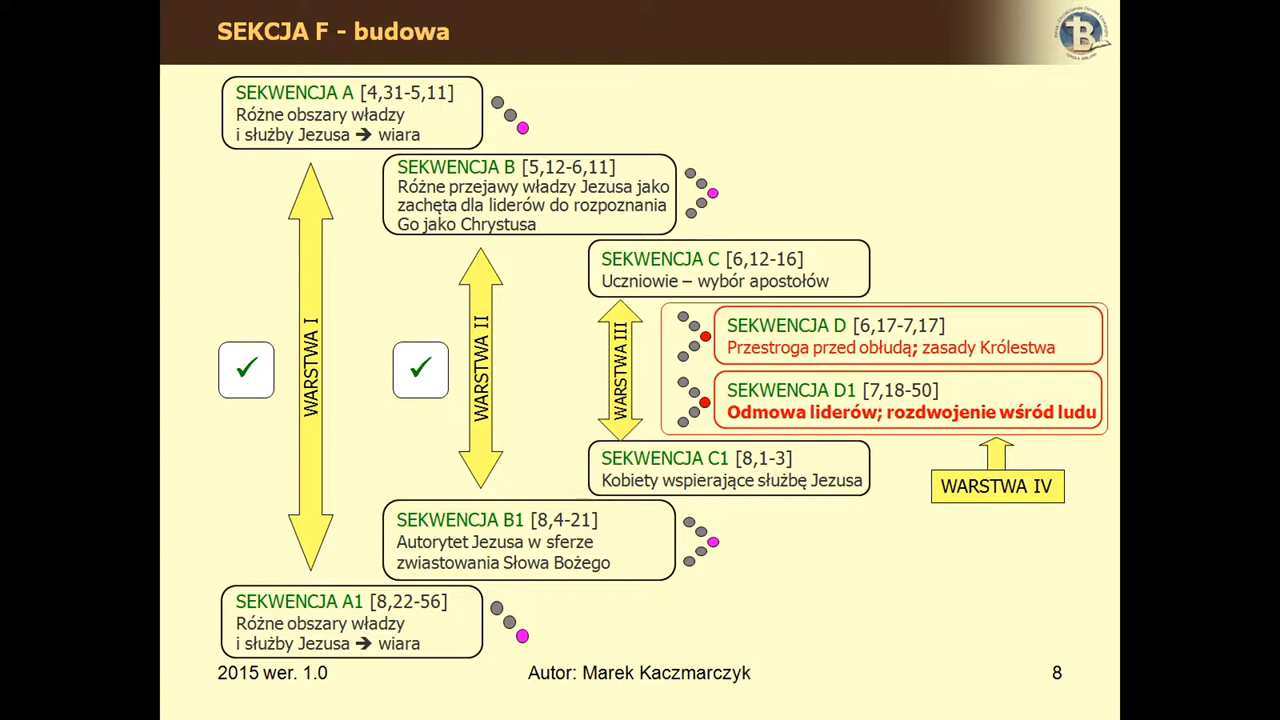 SEKCJA F - budowa
SEKWENCJA A [4,31-5,11]
Różne obszary władzy
i służby Jezusa ➔ wiara
SEKWENCJA B [5,12-6,11]
Różne przejawy władzy Jezusa jako
zachęta dla liderów do rozpoznania
Go jako Chrystusa
SEKWENCJA C [6,12-16]
Uczniowie – wybór apostołów
SEKWENCJA D [6,17-7,17]
Przestroga przed obłudą; zasady Królestwa
SEKWENCJA D1 [7,18-50]
Odmowa liderów; rozdwojenie wśród ludu
WARSTWA I
WARSTWA II
WARSTWA III
SEKWENCJA C1 [8,1-3]
Kobiety wspierające służbę Jezusa
WARSTWA IV
SEKWENCJA B1 [8,4-21]
Autorytet Jezusa w sferze
zwiastowania Słowa Bożego
SEKWENCJA A1 [8,22-56]
Różne obszary władzy
i służby Jezusa ➔ wiara
2015 wer. 1.0
Autor: Marek Kaczmarczyk
8